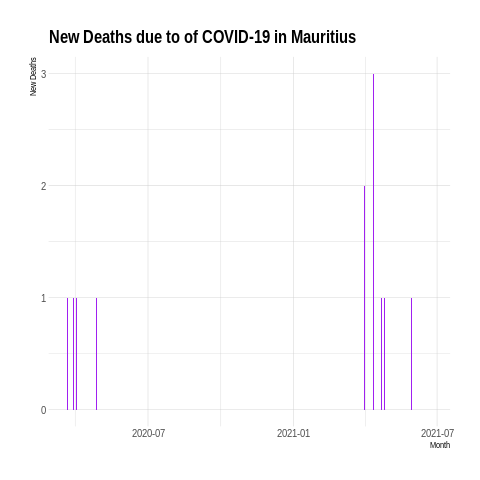 New Deaths due to of COVID-19 in Mauritius
New Deaths
3
2
1
0
2020-07
2021-01
2021-07
Month